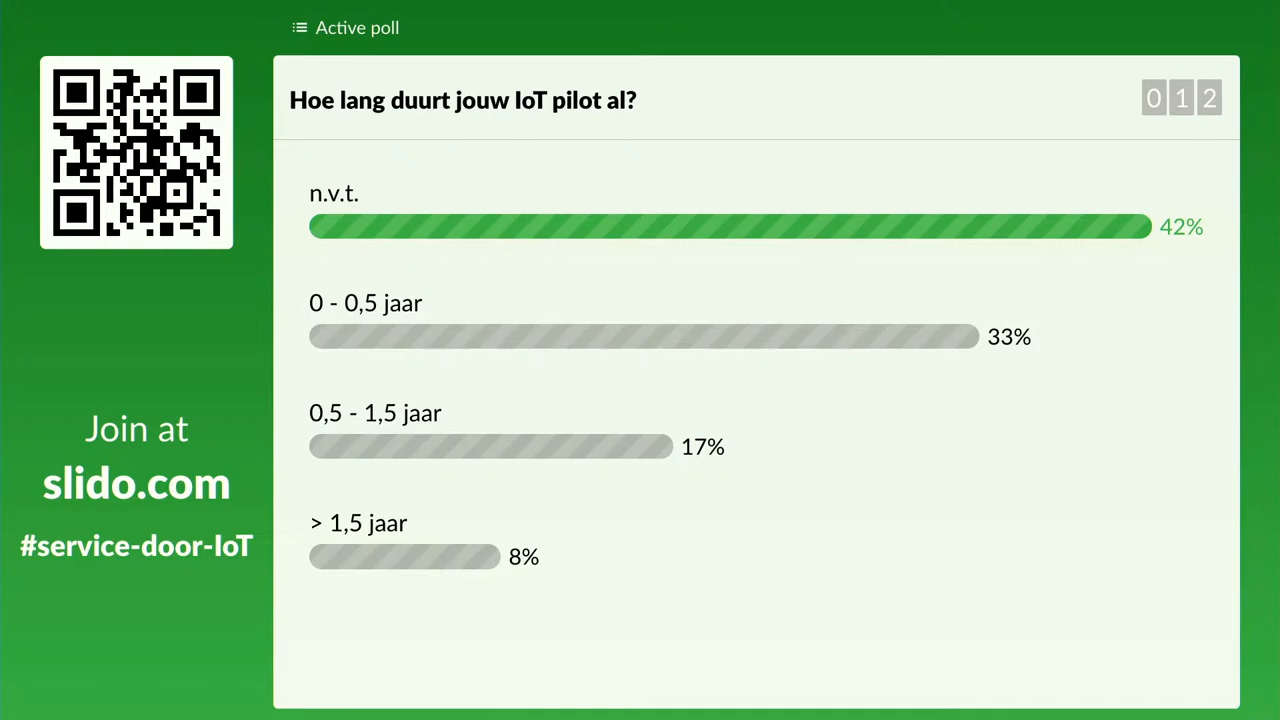 Active poll
Hoe lang duurt jouw IoT pilot al?
012
n.v.t.
42%
0 - 0,5 jaar
33%
0,5 - 1,5 jaar
17%
> 1,5 jaar
8%
Join at
slido.com
#service-door-IoT